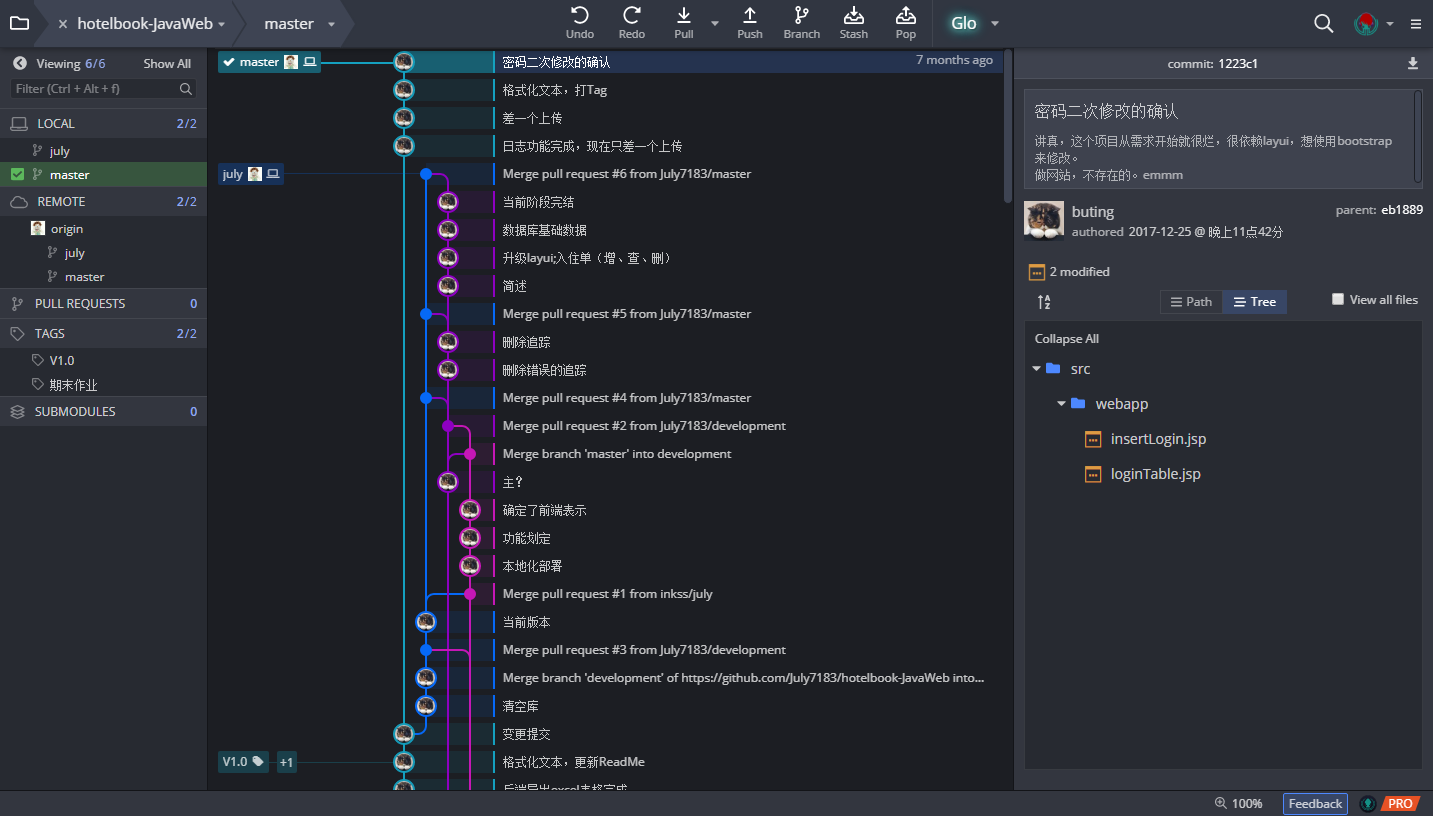 hotelbook-JavaWeb
master
Undo
Redo
Pull
Push
Branch
Stash
Pop
Glo
Viewing 6/6
Show All
Filter (Ctrl + Alt + f)
LOCAL 2/2
july
master
REMOTE 2/2
origin
july
master
PULL REQUESTS 0
TAGS 2/2
V1.0
期末作业
SUBMODULES 0
master
密码二次修改的确认
7 months ago
格式化文本，打Tag
差一个上传
日志功能完成，现在只差一个上传
july
Merge pull request #6 from July7183/master
当前阶段完结
数据库基础数据
升级layui;入住单（增、查、删）
简述
Merge pull request #5 from July7183/master
删除追踪
删除错误的追踪
Merge pull request #4 from July7183/master
Merge pull request #2 from July7183/development
Merge branch 'master' into development
主？
确定了前端表示
功能划定
本地化部署
Merge pull request #1 from inkss/july
当前版本
Merge pull request #3 from July7183/development
Merge branch 'development' of https://github.com/July7183/hotelbook-JavaWeb into...
清空库
变更提交
V1.0
+1
格式化文本，更新ReadMe
后端导出excel表格完成
commit: 1223c1
密码二次修改的确认
讲真，这个项目从需求开始就很烂，很依赖layui，想使用bootstrap
来修改。
做网站，不存在的。emmm
buting
authored 2017-12-25 @ 晚上11点42分
parent: eb1889
2 modified
Path
Tree
View all files
Collapse All
src
webapp
insertLogin.jsp
loginTable.jsp
100%
Feedback
PRO